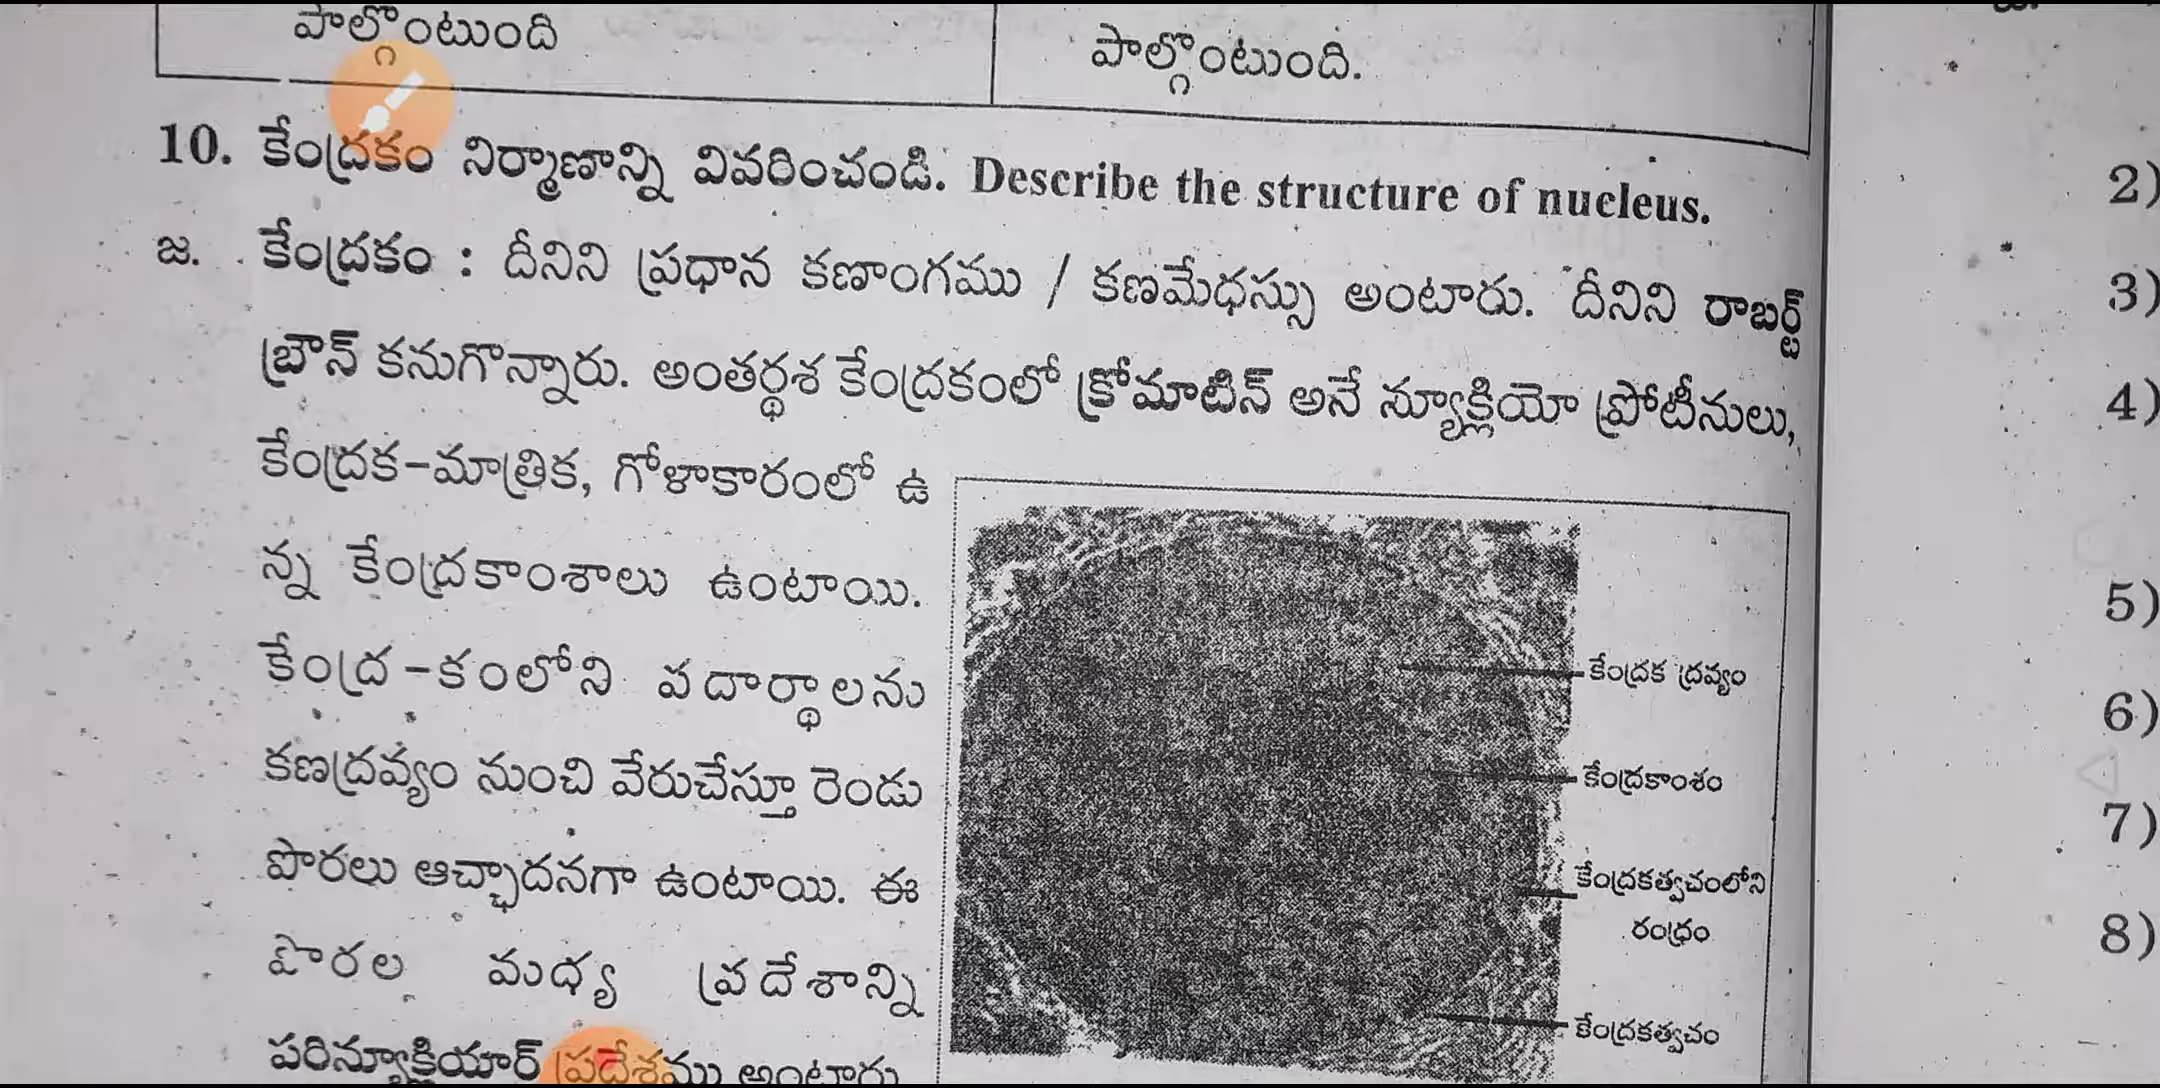 పాల్గొంటుంది పాల్గొంటుంది.
10. కేంద్రకం నిర్మాణాన్ని వివరించండి. Describe the structure of nucleus.
జ. కేంద్రకం : దీనిని ప్రధాన కణాంగము / కణమేధస్సు అంటారు. దీనిని రాబర్ట్
బ్రౌన్ కనుగొన్నారు. అంతర్థశ కేంద్రకంలో క్రోమాటిన్ అనే న్యూక్లియో ప్రోటీనులు,
కేంద్రక-మాత్రిక, గోళాకారంలో ఉ
న్న కేంద్రకాంశాలు ఉంటాయి.
కేంద్ర-కంలోని పదార్థాలను
కణద్రవ్యం నుంచి వేరుచేస్తూ రెండు
పొరలు ఆచ్ఛాదనగా ఉంటాయి. ఈ
పొరల మధ్య ప్రదేశాన్ని
పరిన్యూక్లియార్ ప్రదేశము అంటారు
కేంద్రక ద్రవ్యం
కేంద్రకాంశం
కేంద్రకత్వచంలోని
రంధ్రం
కేంద్రకత్వచం
2)
3)
4)
5)
6)
7)
8)